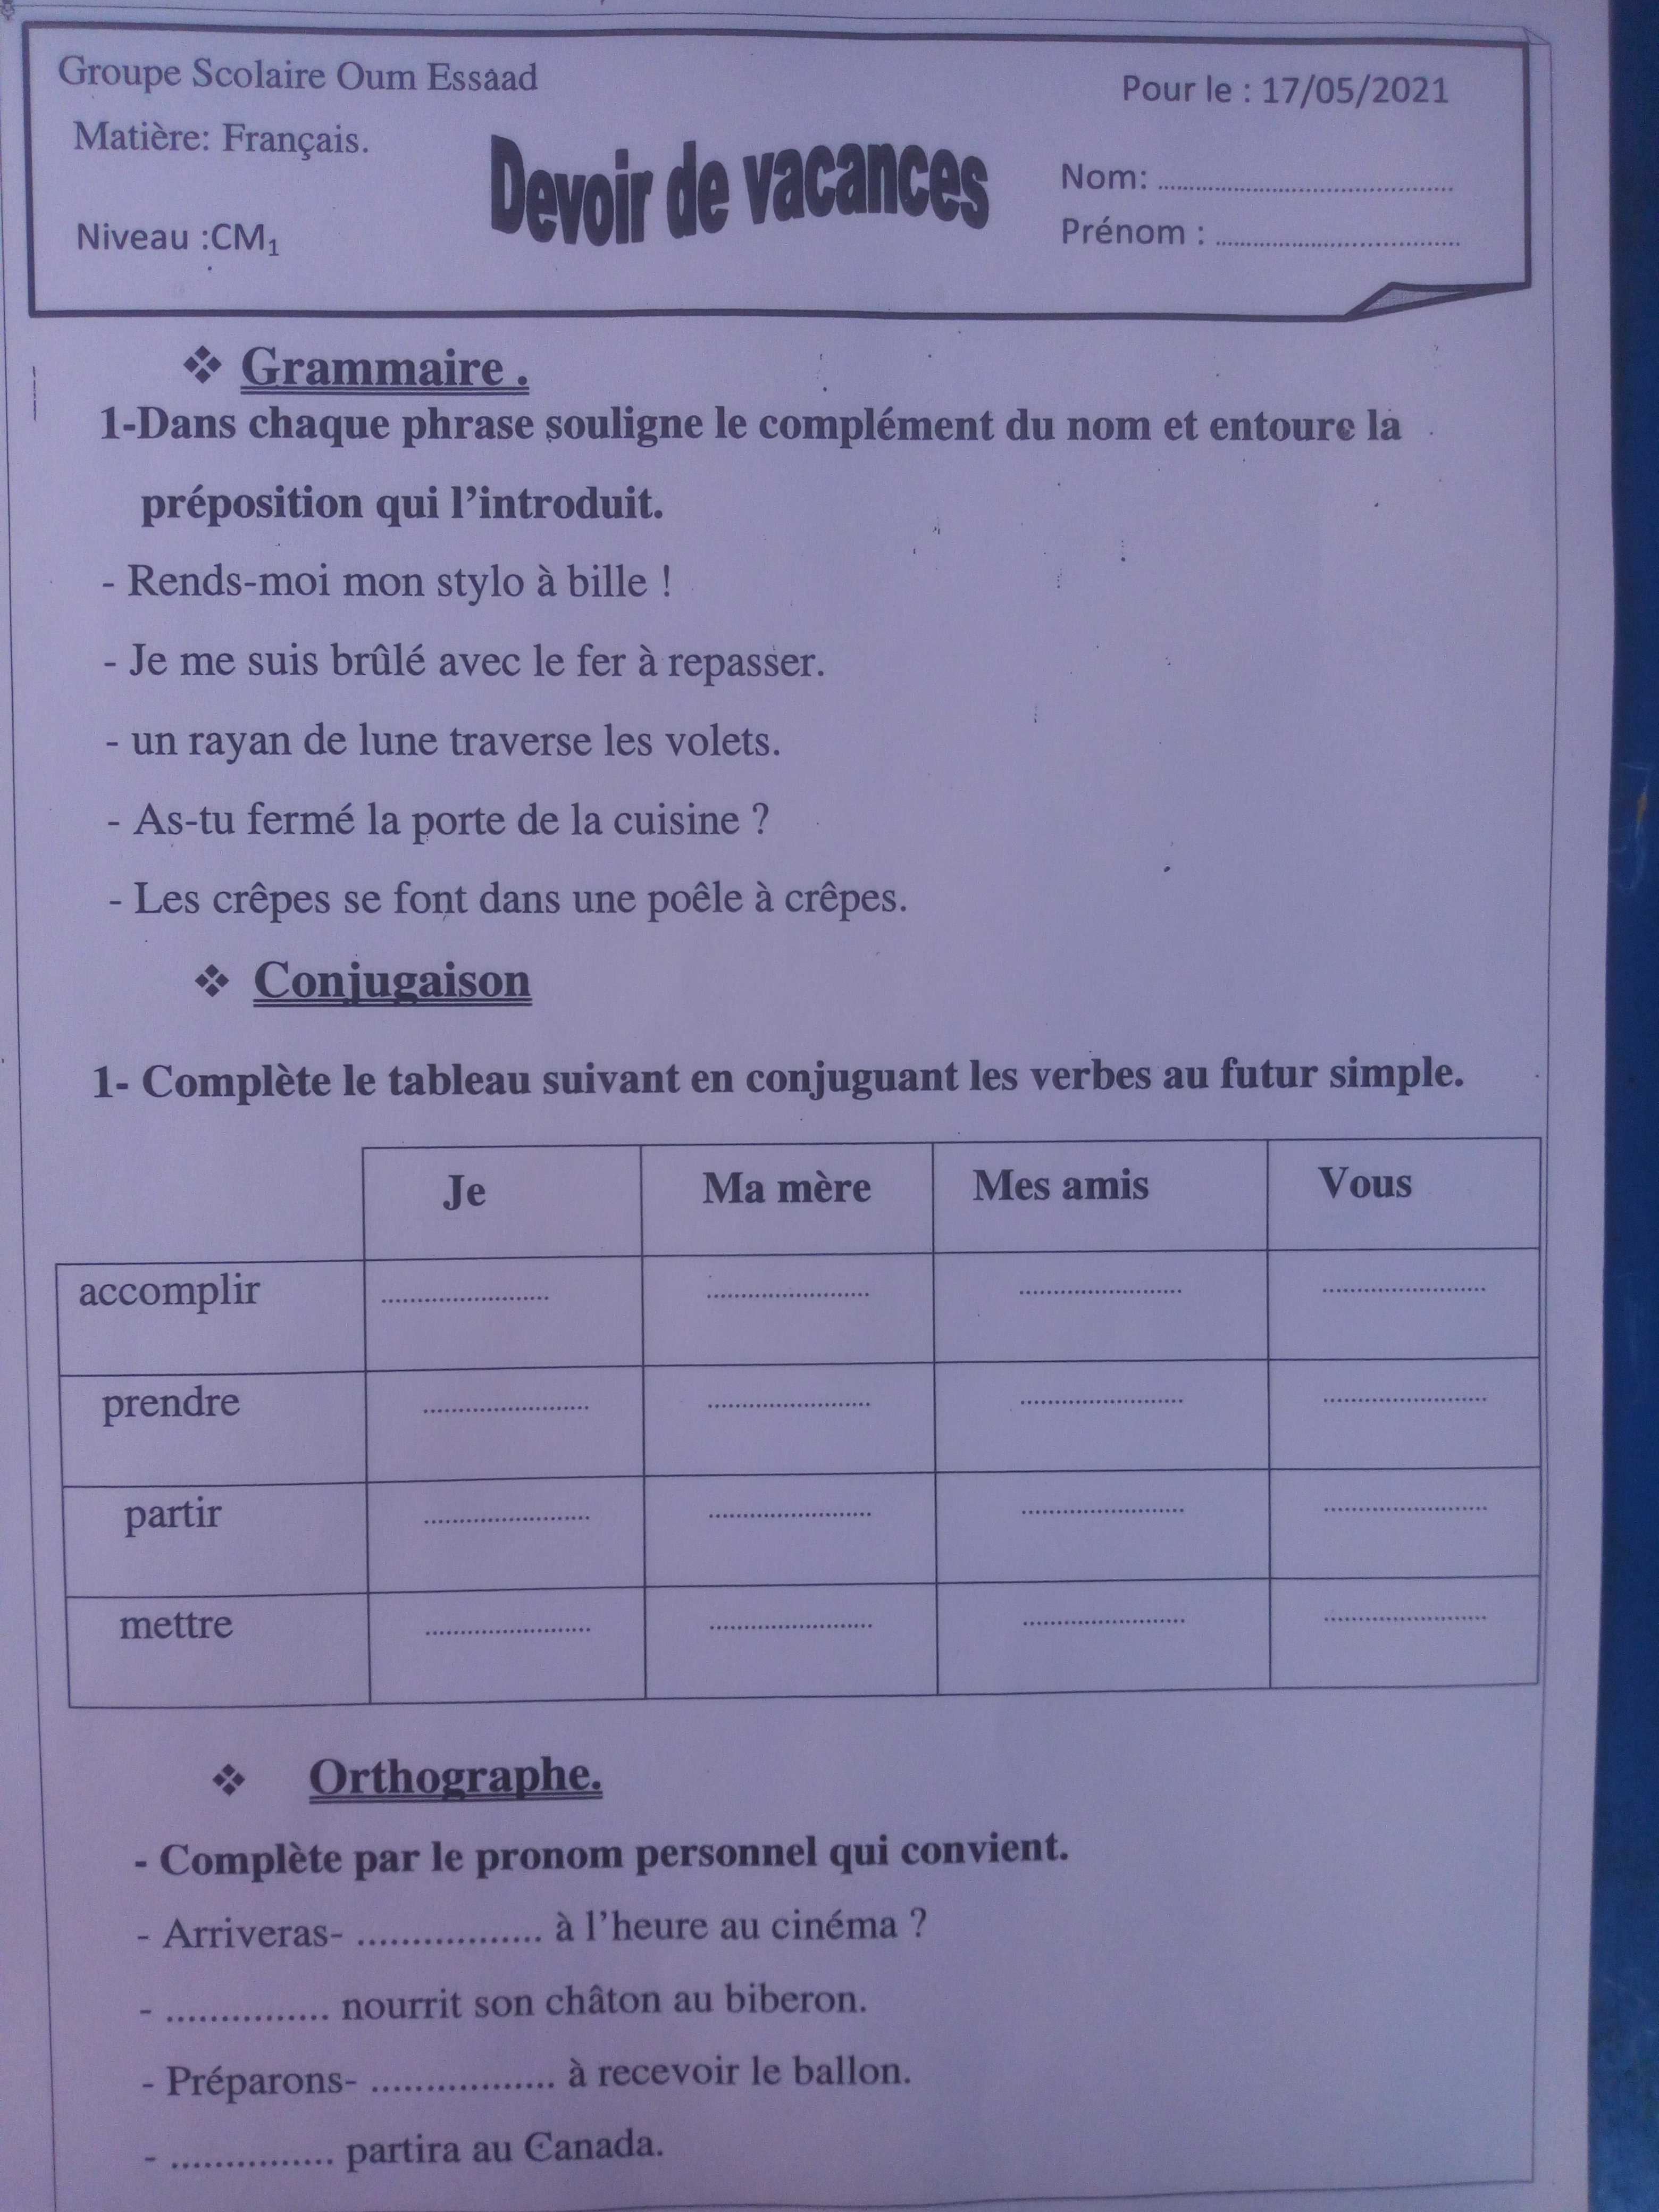 Groupe Scolaire Oum Essaad
Pour le : 17/05/2021
Matière: Français.
Devoir de vacances
Nom: ..........................................
Niveau :CM1
Prénom : ...................................
❖ Grammaire .
1-Dans chaque phrase souligne le complément du nom et entoure la
préposition qui l’introduit.
- Rends-moi mon stylo à bille !
- Je me suis brûlé avec le fer à repasser.
- un rayan de lune traverse les volets.
- As-tu fermé la porte de la cuisine ?
- Les crêpes se font dans une poêle à crêpes.
❖ Conjugaison
1- Complète le tableau suivant en conjuguant les verbes au futur simple.
Je Ma mère Mes amis Vous
accomplir ........................ ........................ ........................ ........................
prendre ........................ ........................ ........................ ........................
partir ........................ ........................ ........................ ........................
mettre ........................ ........................ ........................ ........................
❖ Orthographe.
- Complète par le pronom personnel qui convient.
- Arriveras- ................. à l’heure au cinéma ?
- ............... nourrit son châton au biberon.
- Préparons- ................. à recevoir le ballon.
- ............... partira au Canada.